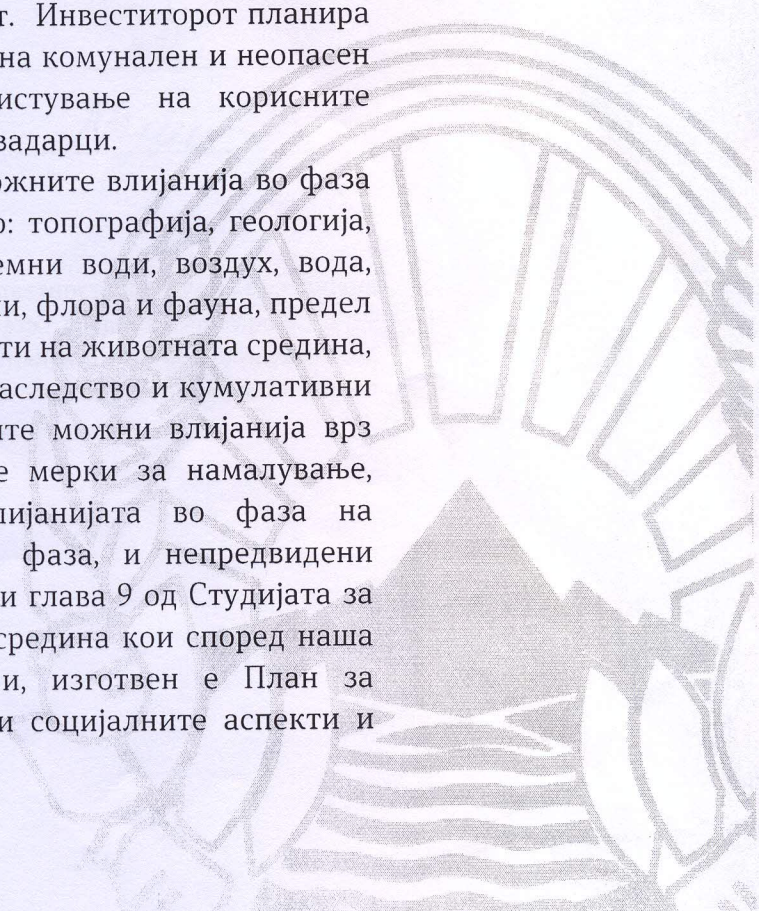 т. Инвеститорот планира
на комунален и неопасен
истување на корисните
вадарци.
ожните влијанија во фаза
о: топографија, геологија,
емни води, воздух, вода,
и, флора и фауна, предел
ти на животната средина,
аследство и кумулативни
ите можни влијанија врз
е мерки за намалување,
лијанијата во фаза на
фаза, и непредвидени
и глава 9 од Студијата за
средина кои според наша
и, изготвен е План за
и социјалните аспекти и